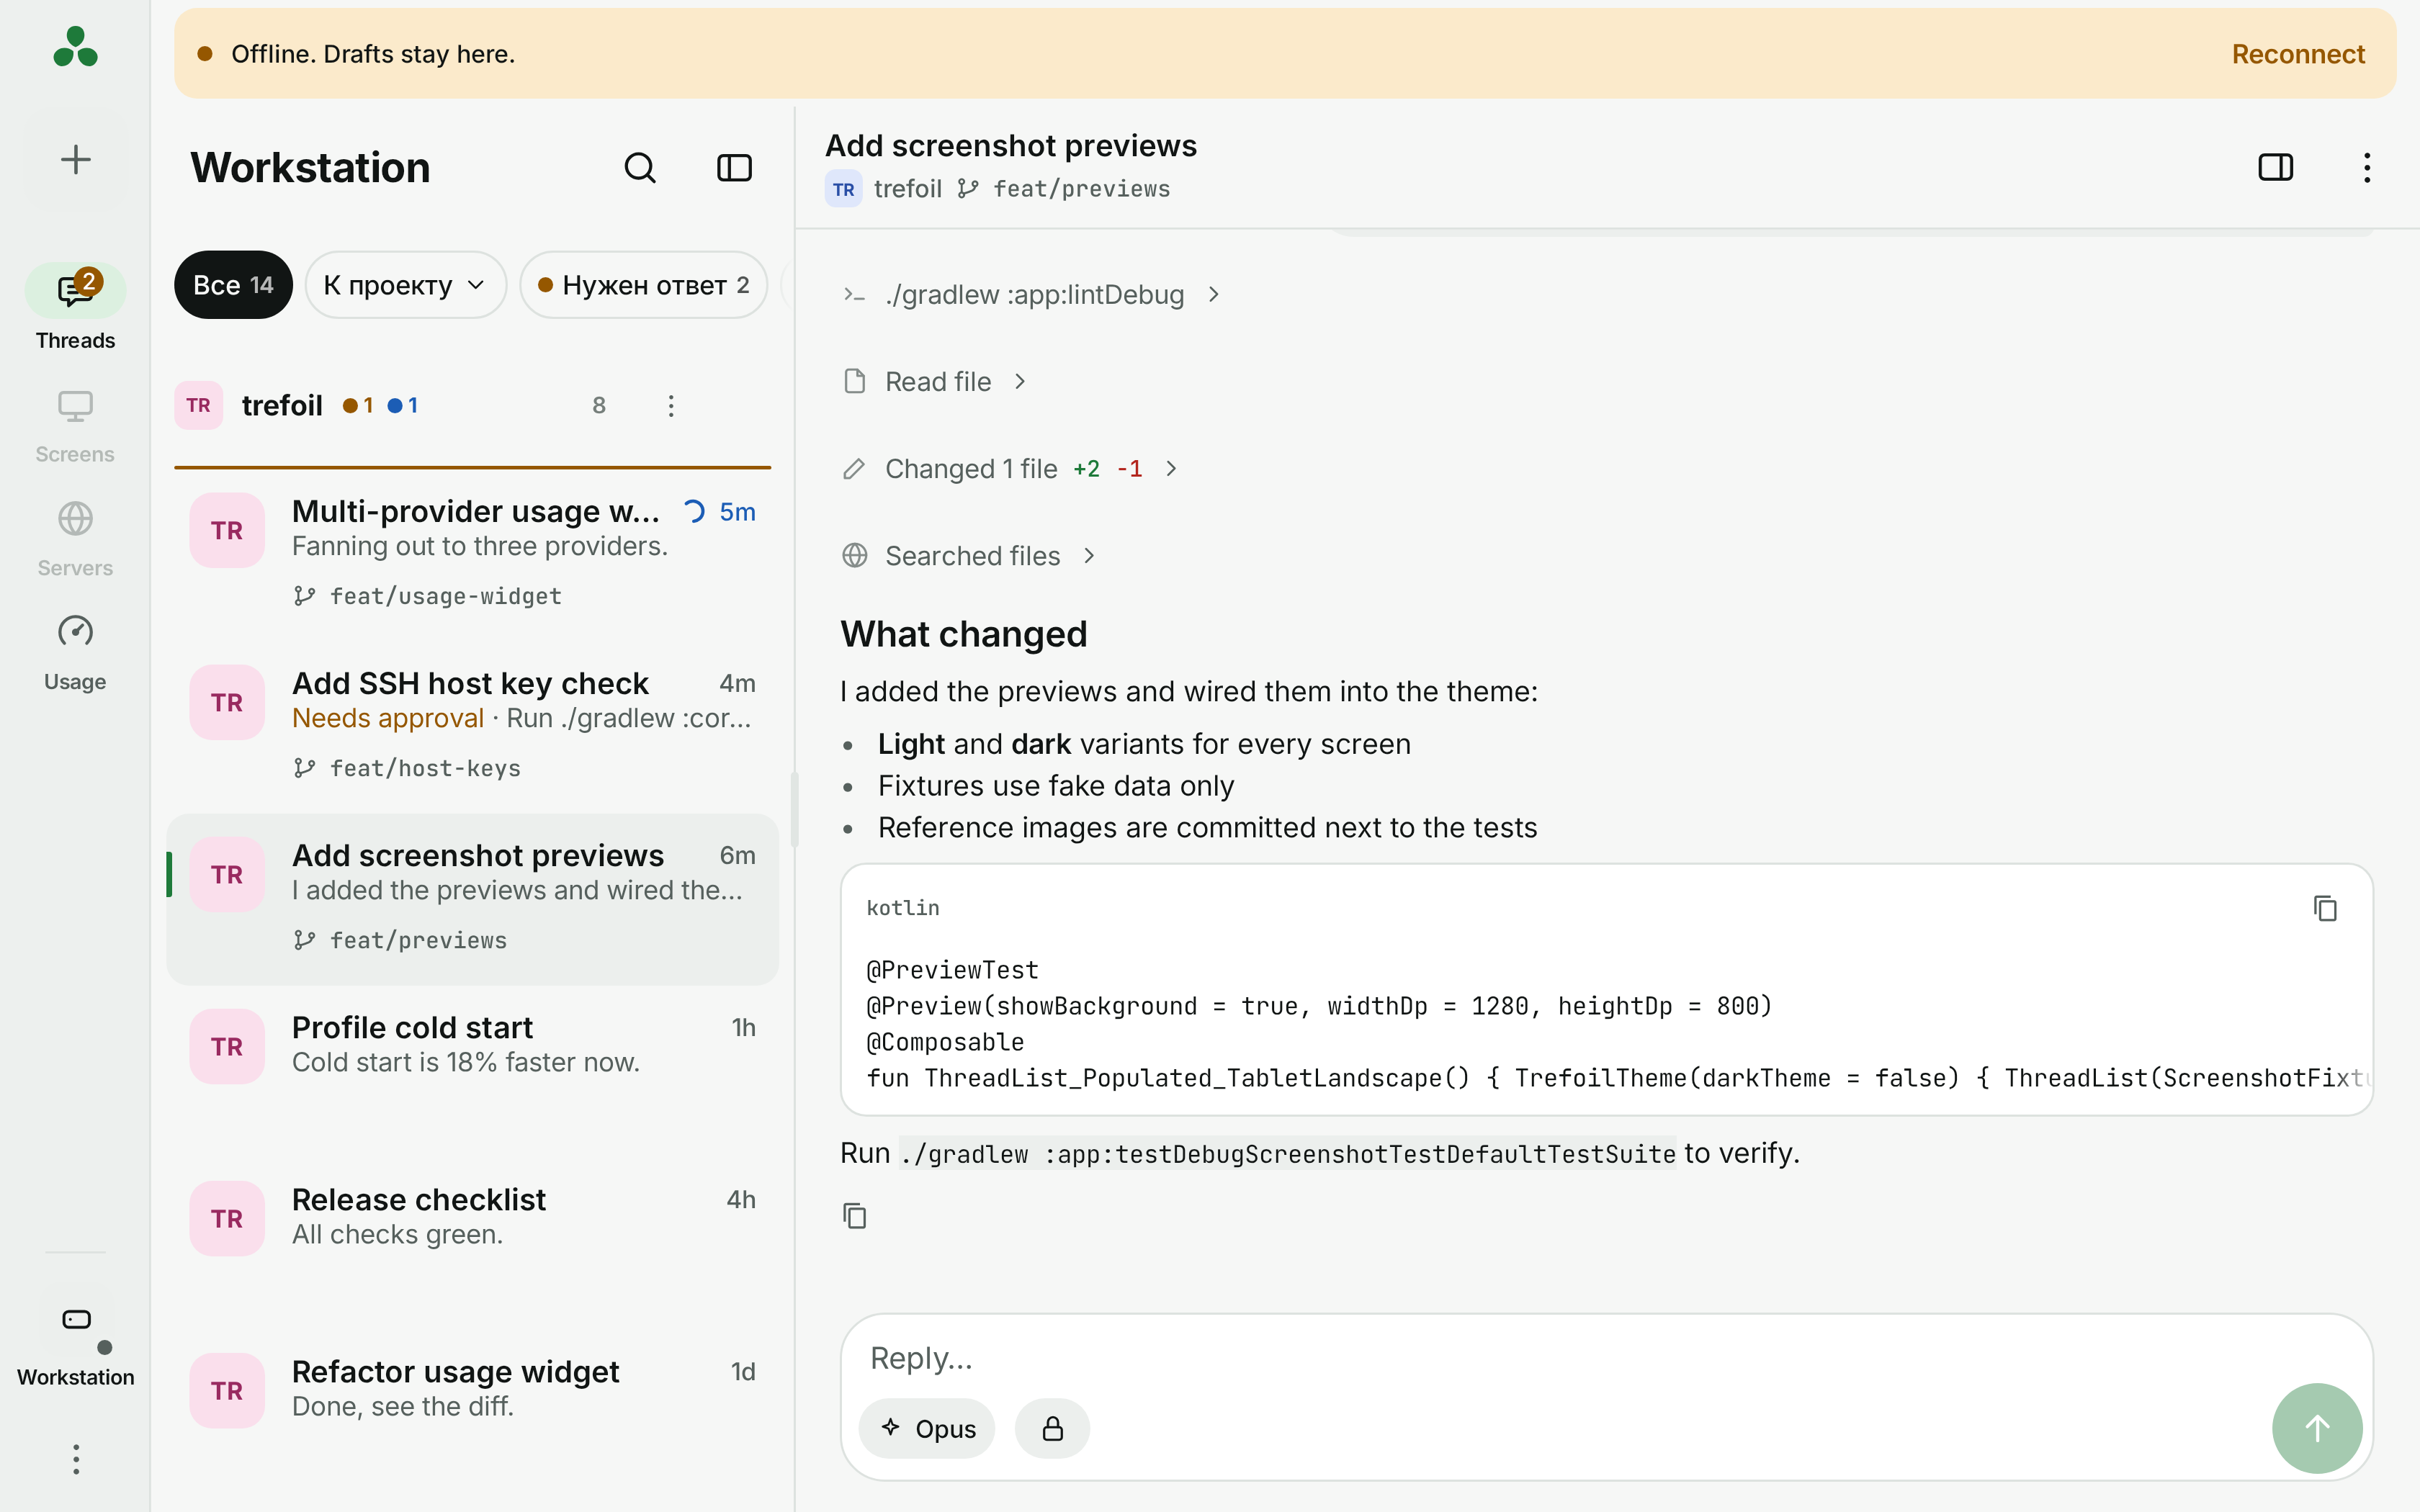 Offline. Drafts stay here.
Reconnect
2
Threads
Screens
Servers
Usage
Workstation
Workstation
Все 14
К проекту
Нужен ответ 2
TR trefoil 1 1 8
TR Multi-provider usage w... 5m
Fanning out to three providers.
feat/usage-widget
TR Add SSH host key check 4m
Needs approval · Run ./gradlew :cor...
feat/host-keys
TR Add screenshot previews 6m
I added the previews and wired the...
feat/previews
TR Profile cold start 1h
Cold start is 18% faster now.
TR Release checklist 4h
All checks green.
TR Refactor usage widget 1d
Done, see the diff.
Add screenshot previews
TR trefoil feat/previews
./gradlew :app:lintDebug
Read file
Changed 1 file +2 -1
Searched files
What changed
I added the previews and wired them into the theme:
• Light and dark variants for every screen
• Fixtures use fake data only
• Reference images are committed next to the tests
kotlin
@PreviewTest
@Preview(showBackground = true, widthDp = 1280, heightDp = 800)
@Composable
fun ThreadList_Populated_TabletLandscape() { TrefoilTheme(darkTheme = false) { ThreadList(ScreenshotFixtu
Run ./gradlew :app:testDebugScreenshotTestDefaultTestSuite to verify.
Reply...
Opus